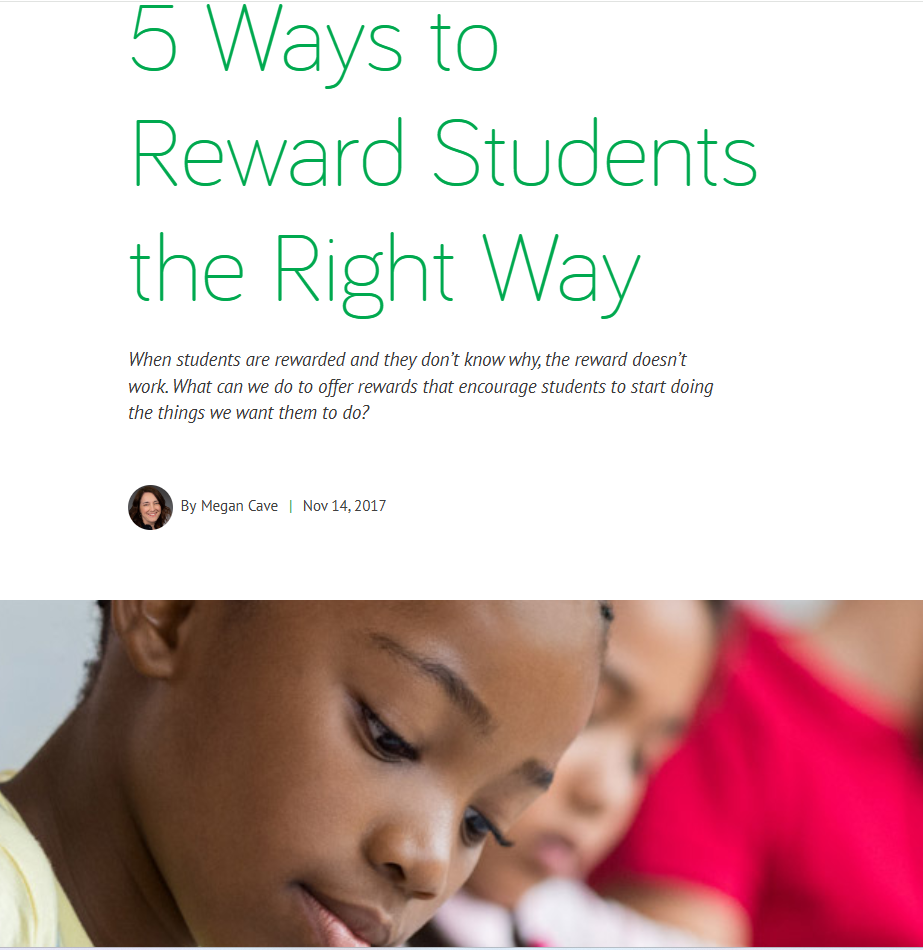 5 Ways to
Reward Students
the Right Way
When students are rewarded and they don’t know why, the reward doesn’t
work. What can we do to offer rewards that encourage students to start doing
the things we want them to do?
By Megan Cave | Nov 14, 2017